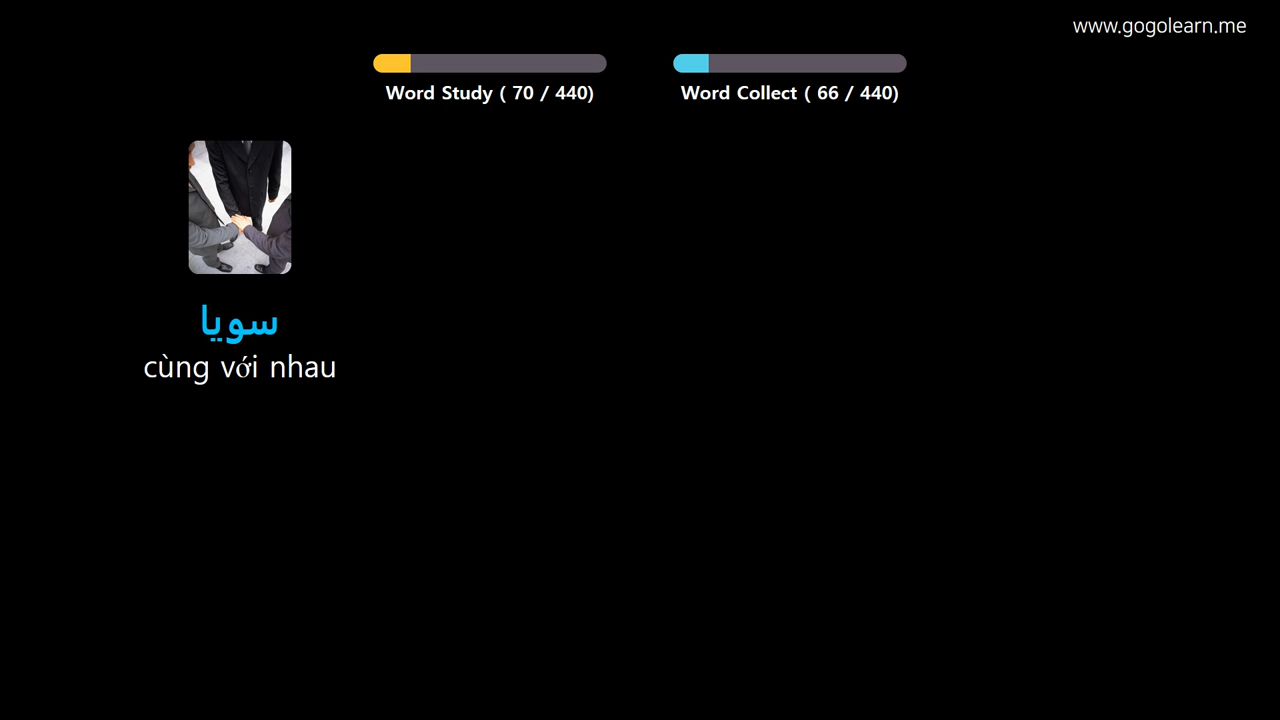 www.gogolearn.me
Word Study ( 70 / 440)
Word Collect ( 66 / 440)
سويا
cùng với nhau